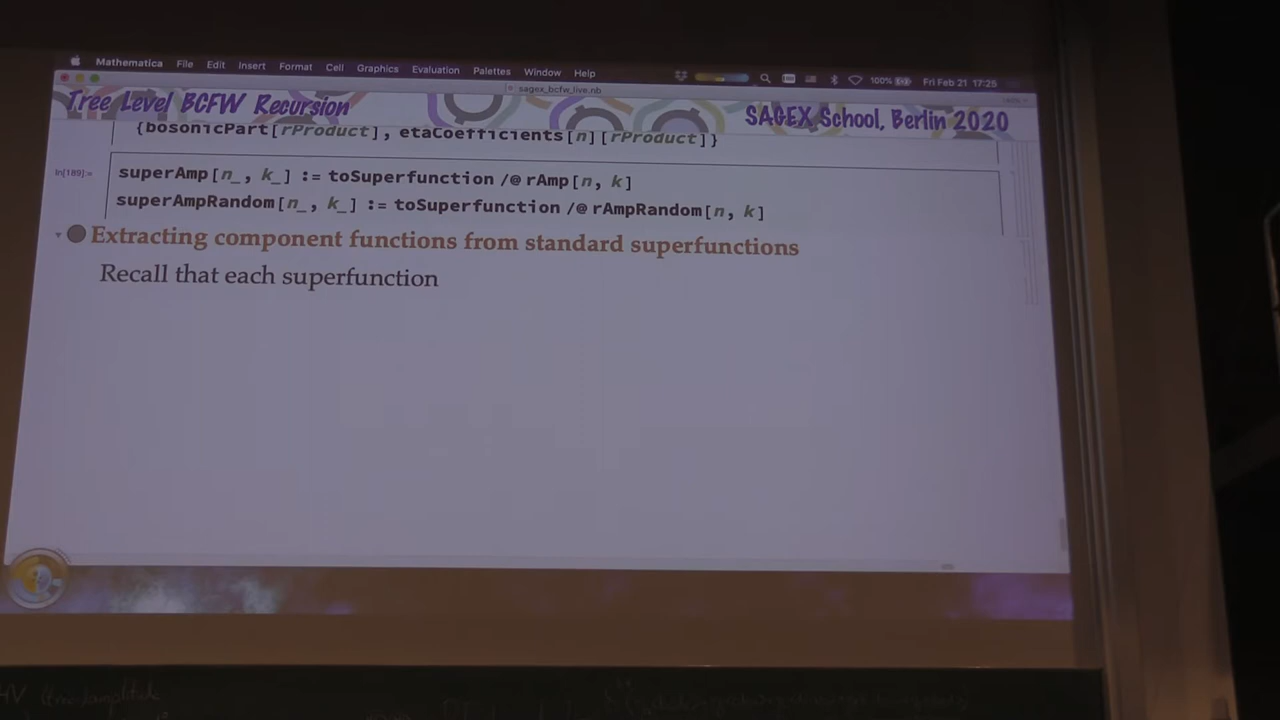 Mathematica File Edit Insert Format Cell Graphics Evaluation Palettes Window Help 100% Fri Feb 21 17:25
sagex_bcfw_live.nb
Tree Level BCFW Recursion
SAGEX School, Berlin 2020
{bosonicPart[rProduct], etaCoefficients[n][rProduct]}
In[189]:= superAmp[n_, k_] := toSuperfunction /@ rAmp[n, k]
superAmpRandom[n_, k_] := toSuperfunction /@ rAmpRandom[n, k]
Extracting component functions from standard superfunctions
Recall that each superfunction